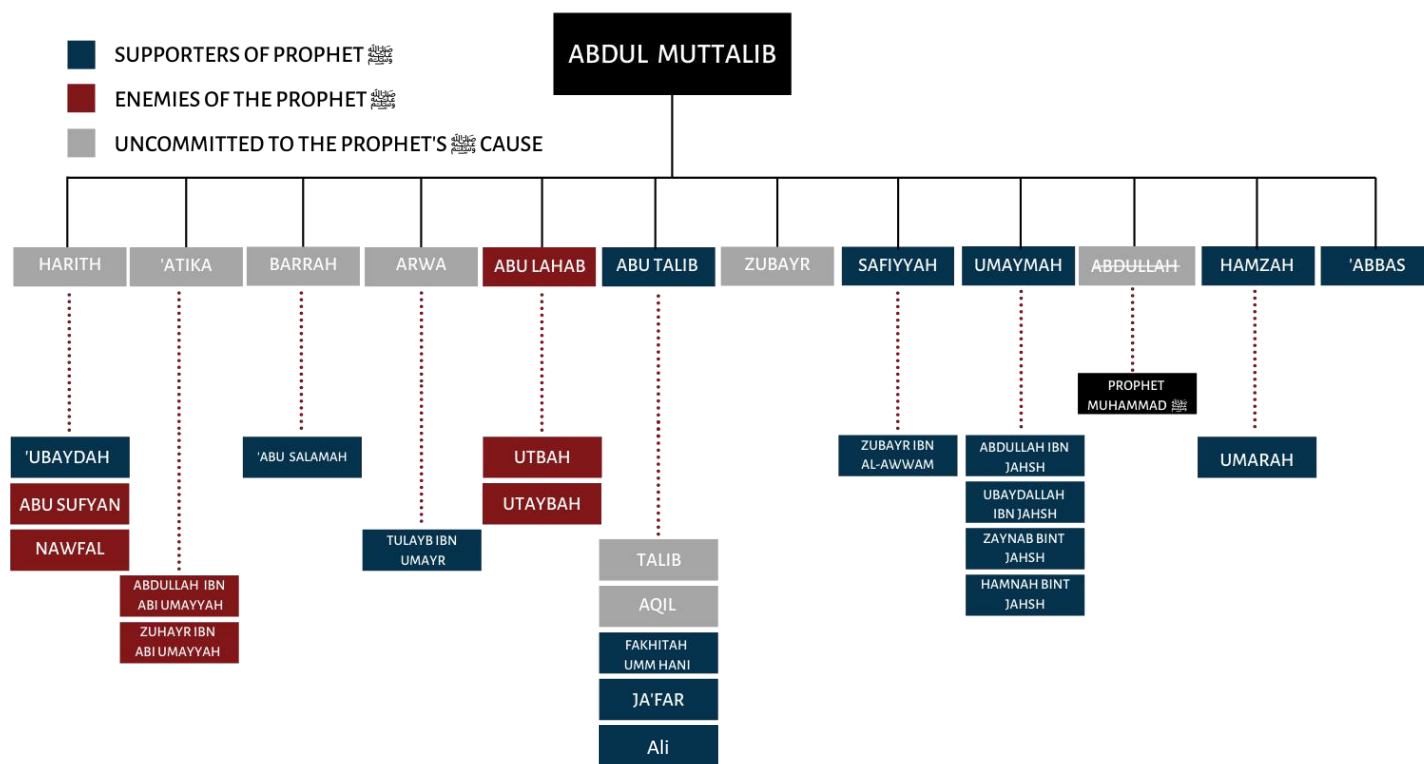 SUPPORTERS OF PROPHET ﷺ
ENEMIES OF THE PROPHET ﷺ
UNCOMMITTED TO THE PROPHET'S ﷺ CAUSE
ABDUL MUTTALIB
HARITH
'ATIKA
BARRAH
ARWA
ABU LAHAB
ABU TALIB
ZUBAYR
SAFIYYAH
UMAYMAH
ABDULLAH
HAMZAH
'ABBAS
PROPHET
MUHAMMAD ﷺ
'UBAYDAH
ABU SUFYAN
NAWFAL
ABDULLAH IBN
ABI UMAYYAH
ZUHAYR IBN
ABI UMAYYAH
'ABU SALAMAH
TULAYB IBN
UMAYR
UTBAH
UTAYBAH
TALIB
AQIL
FAKHITAH
UMM HANI
JA'FAR
Ali
ZUBAYR IBN
AL-AWWAM
ABDULLAH IBN
JAHSH
UBAYDALLAH
IBN JAHSH
ZAYNAB BINT
JAHSH
HAMNAH BINT
JAHSH
UMARAH